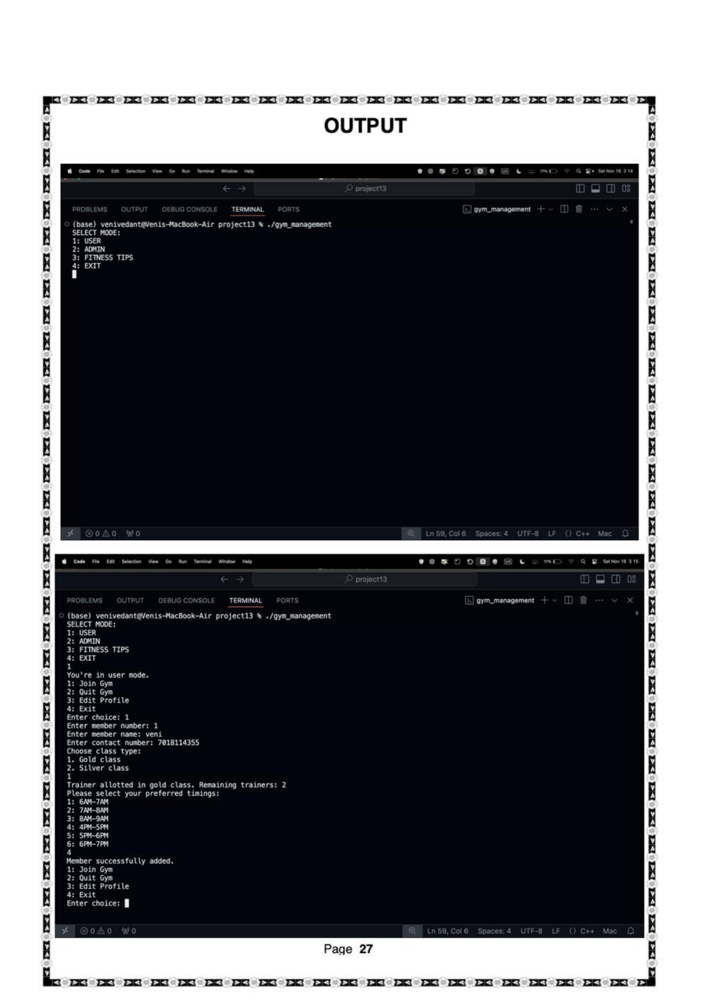 OUTPUT
Code File Edit Selection View Go Run Terminal Window Help US 17% Sat Nov 16 3 14
project13
PROBLEMS OUTPUT DEBUG CONSOLE TERMINAL PORTS gym_management
(base) venivedant@Venis-MacBook-Air project13 % ./gym_management
SELECT MODE:
1: USER
2: ADMIN
3: FITNESS TIPS
4: EXIT
0 0 0 Ln 59, Col 6 Spaces: 4 UTF-8 LF {} C++ Mac
Code File Edit Selection View Go Run Terminal Window Help US 17% Sat Nov 16 3 15
project13
PROBLEMS OUTPUT DEBUG CONSOLE TERMINAL PORTS gym_management
(base) venivedant@Venis-MacBook-Air project13 % ./gym_management
SELECT MODE:
1: USER
2: ADMIN
3: FITNESS TIPS
4: EXIT
1
You're in user mode.
1: Join Gym
2: Quit Gym
3: Edit Profile
4: Exit
Enter choice: 1
Enter member number: 1
Enter member name: veni
Enter contact number: 7018114355
Choose class type:
1. Gold class
2. Silver class
1
Trainer allotted in gold class. Remaining trainers: 2
Please select your preferred timings:
1: 6AM-7AM
2: 7AM-8AM
3: 8AM-9AM
4: 4PM-5PM
5: 5PM-6PM
6: 6PM-7PM
4
Member successfully added.
1: Join Gym
2: Quit Gym
3: Edit Profile
4: Exit
Enter choice:
0 0 0 Ln 59, Col 6 Spaces: 4 UTF-8 LF {} C++ Mac
Page 27